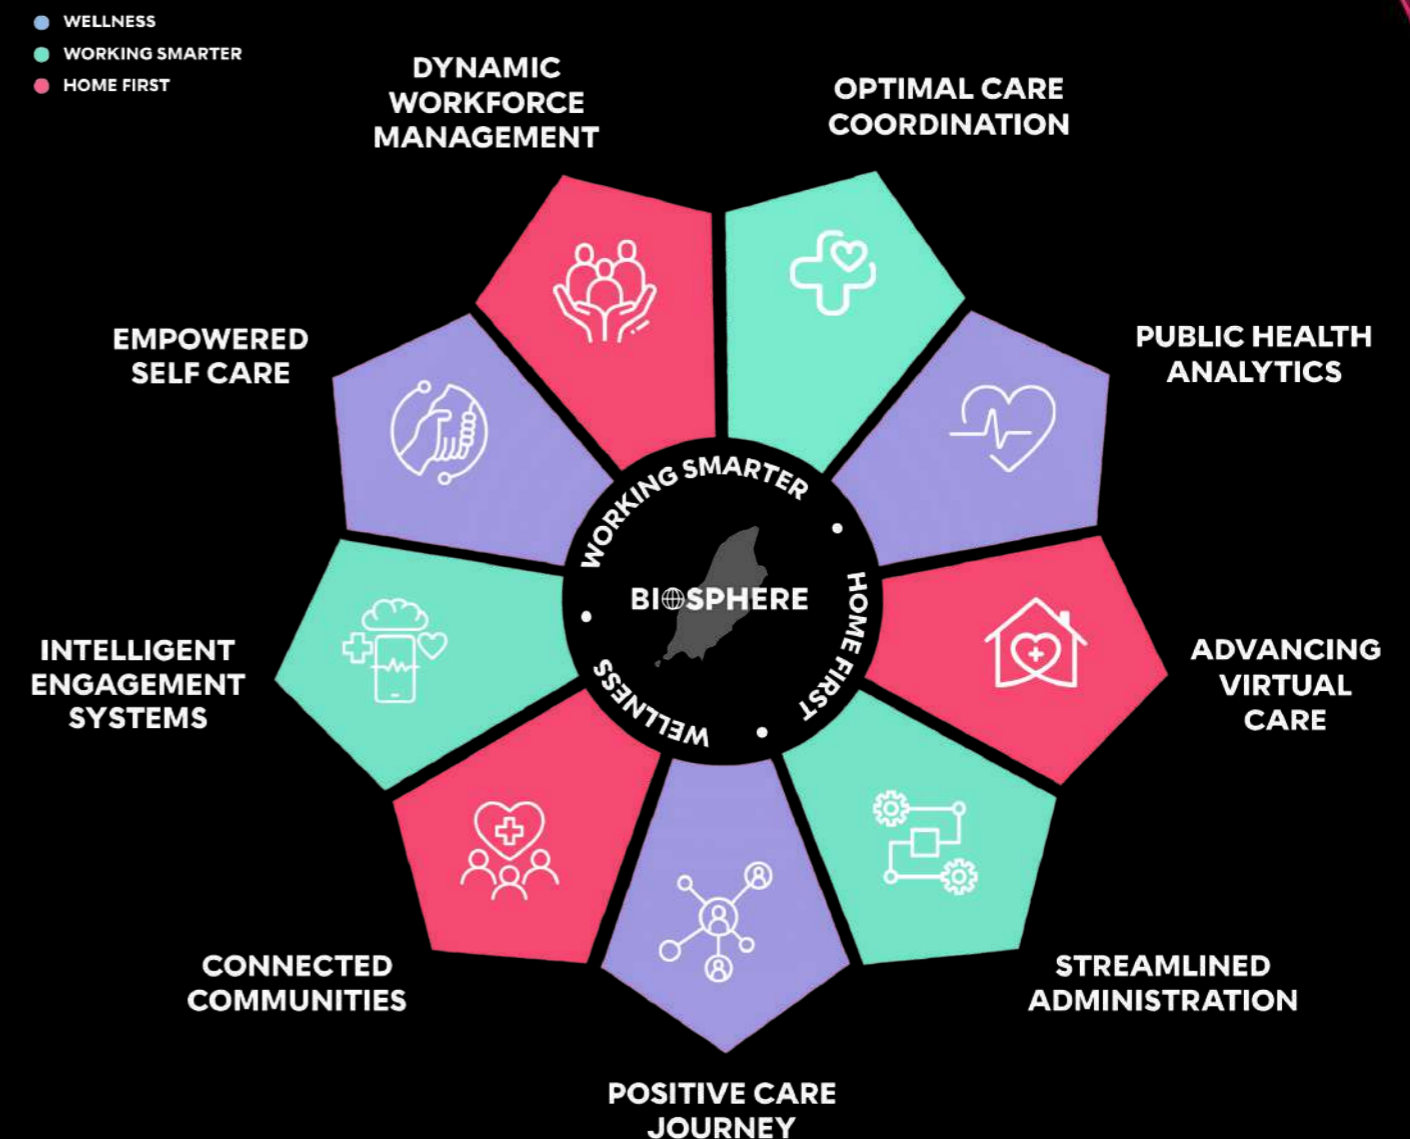 WELLNESS
WORKING SMARTER
HOME FIRST
DYNAMIC
WORKFORCE
MANAGEMENT
OPTIMAL CARE
COORDINATION
EMPOWERED
SELF CARE
PUBLIC HEALTH
ANALYTICS
WORKING SMARTER
HOME FIRST
WELLNESS
BIOSPHERE
INTELLIGENT
ENGAGEMENT
SYSTEMS
ADVANCING
VIRTUAL
CARE
CONNECTED
COMMUNITIES
STREAMLINED
ADMINISTRATION
POSITIVE CARE
JOURNEY